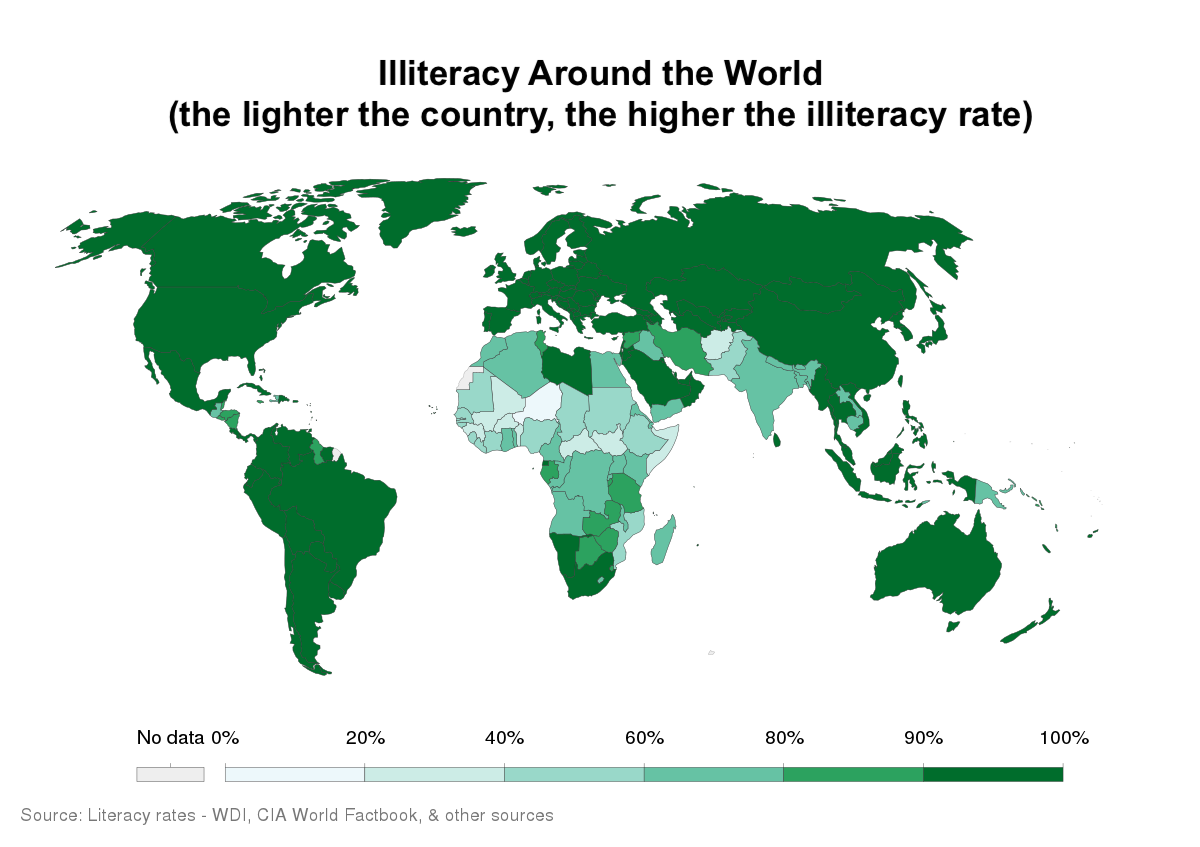 Illiteracy Around the World
(the lighter the country, the higher the illiteracy rate)
No data 0% 20% 40% 60% 80% 90% 100%
Source: Literacy rates - WDI, CIA World Factbook, & other sources